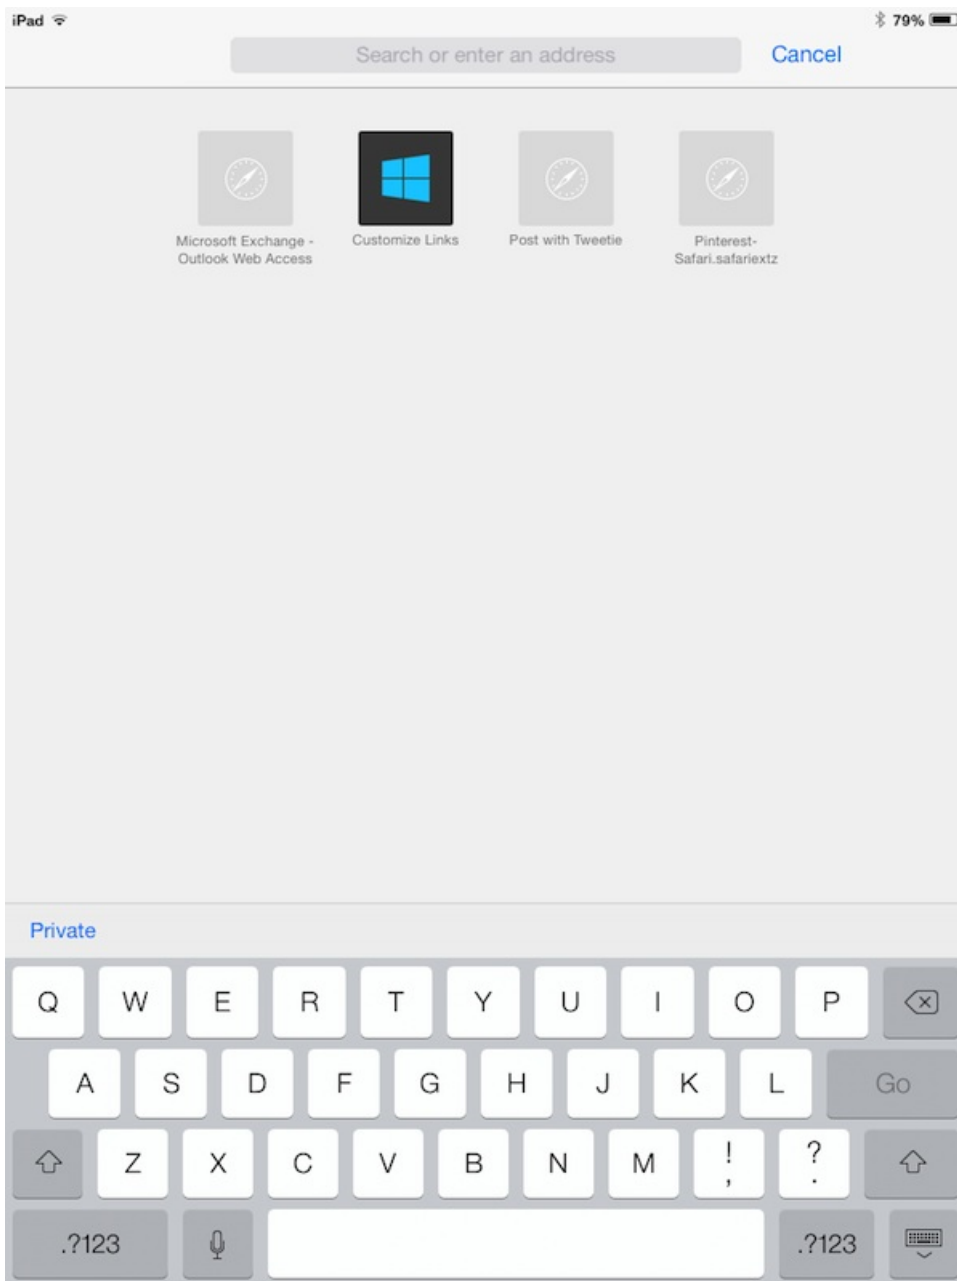 iPad 79%
Search or enter an address Cancel
Microsoft Exchange - Customize Links Post with Tweetie Pinterest-
Outlook Web Access Safari.safariextz
Private
Q W E R T Y U I O P
A S D F G H J K L Go
Z X C V B N M ! ?
, .
.?123 .?123